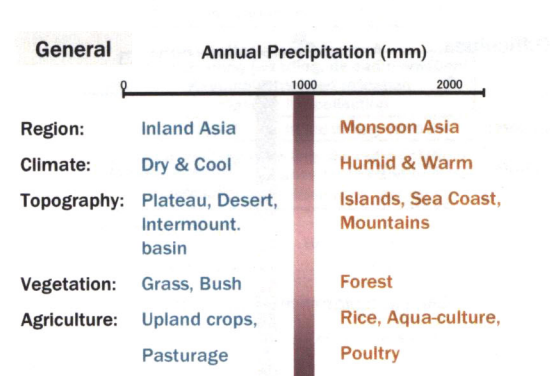 General Annual Precipitation (mm)
0 1000 2000
Region: Inland Asia Monsoon Asia
Climate: Dry & Cool Humid & Warm
Topography: Plateau, Desert, Islands, Sea Coast,
Intermount. Mountains
basin
Vegetation: Grass, Bush Forest
Agriculture: Upland crops, Rice, Aqua-culture,
Pasturage Poultry